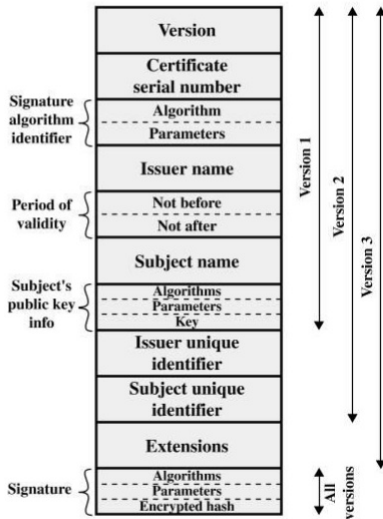 Version
Certificate
serial number
Signature
algorithm
identifier
Algorithm
Parameters
Issuer name
Period of
validity
Not before
Not after
Subject name
Subject's
public key
info
Algorithms
Parameters
Key
Issuer unique
identifier
Subject unique
identifier
Extensions
Signature
Algorithms
Parameters
Encrypted hash
Version 1
Version 2
Version 3
All
versions